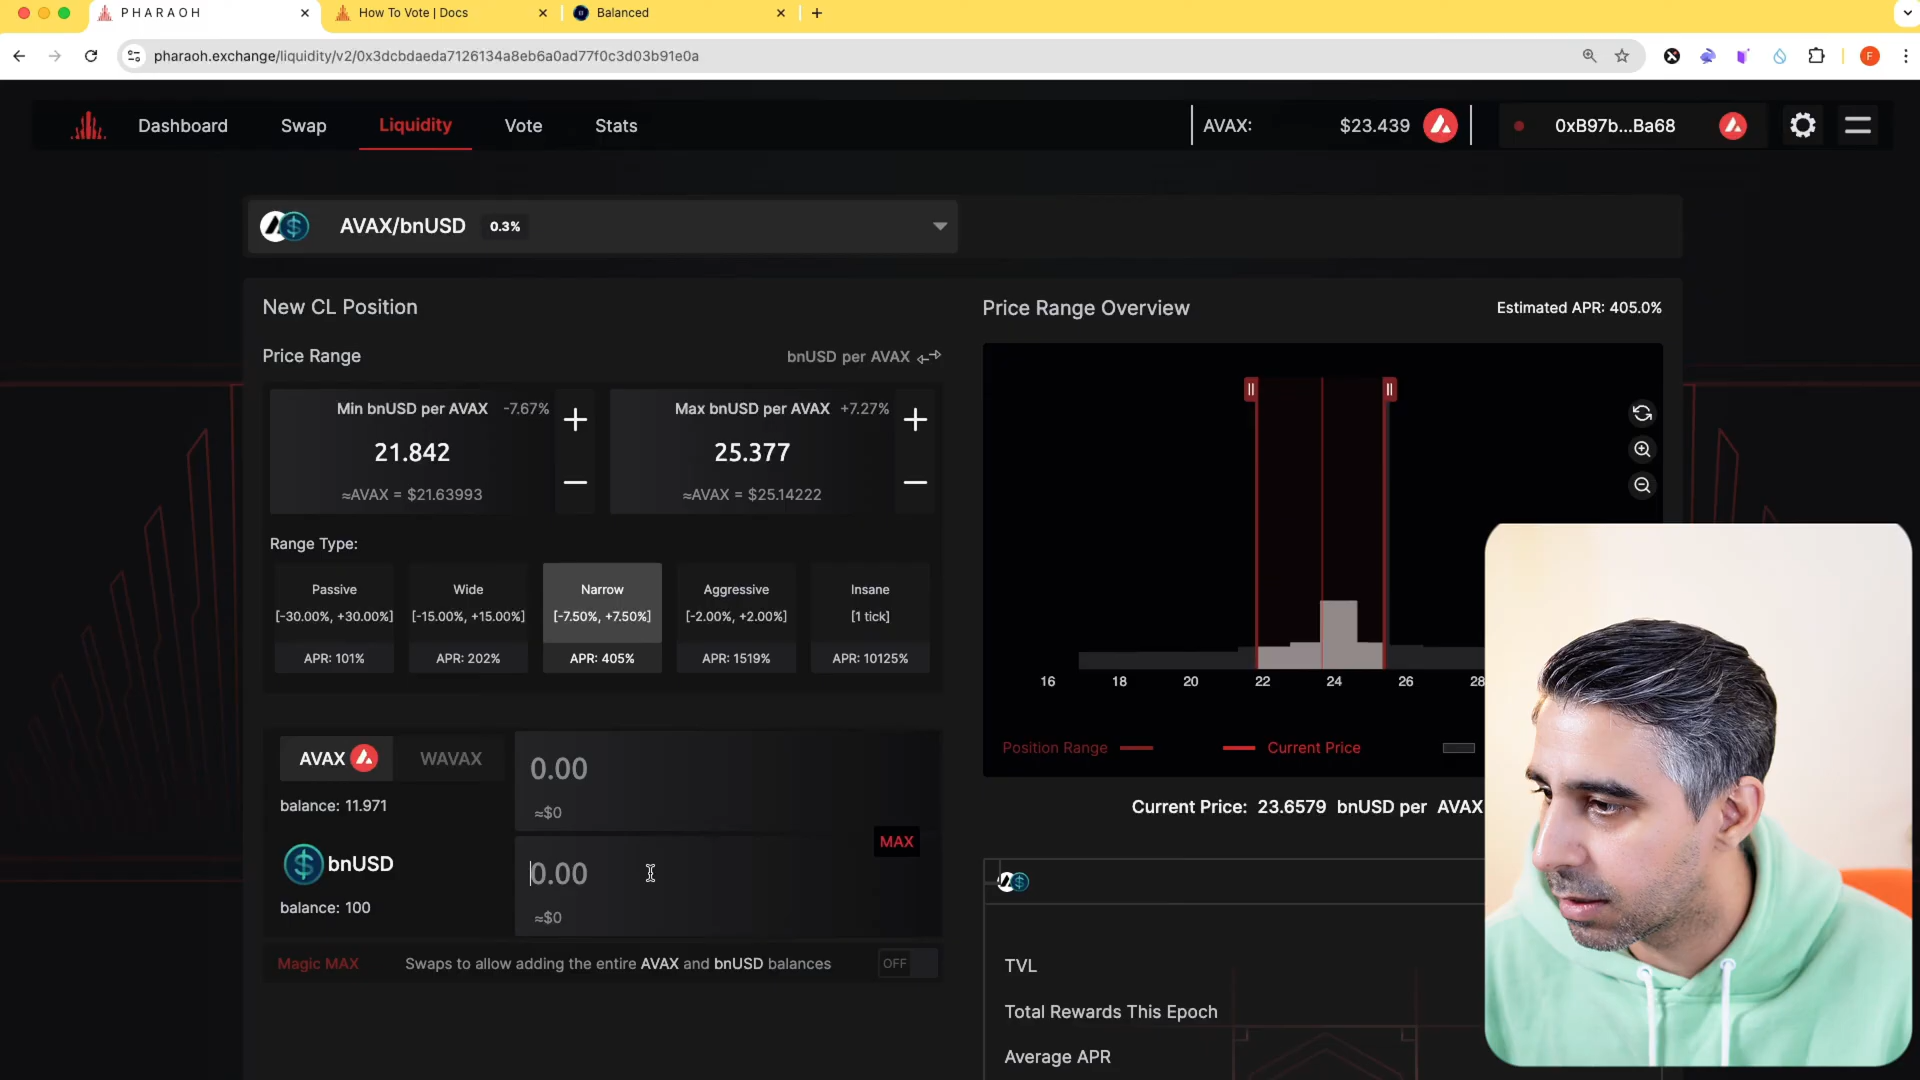 PHARAOH
How To Vote | Docs
Balanced
pharaoh.exchange/liquidity/v2/0x3dcbdaeda7126134a8eb6a0ad77f0c3d03b91e0a
F
Dashboard
Swap
Liquidity
Vote
Stats
AVAX:
$23.439
0xB97b...Ba68
AVAX/bnUSD
0.3%
New CL Position
Price Range
bnUSD per AVAX
Min bnUSD per AVAX -7.67%
21.842
≈AVAX = $21.63993
Max bnUSD per AVAX +7.27%
25.377
≈AVAX = $25.14222
Range Type:
Passive
[-30.00%, +30.00%]
APR: 101%
Wide
[-15.00%, +15.00%]
APR: 202%
Narrow
[-7.50%, +7.50%]
APR: 405%
Aggressive
[-2.00%, +2.00%]
APR: 1519%
Insane
[1 tick]
APR: 10125%
AVAX
WAVAX
balance: 11.971
0.00
≈$0
MAX
bnUSD
balance: 100
0.00
≈$0
Magic MAX
Swaps to allow adding the entire AVAX and bnUSD balances
OFF
Price Range Overview
Estimated APR: 405.0%
16 18 20 22 24 26 28
Position Range
Current Price
Current Price: 23.6579 bnUSD per AVAX
TVL
Total Rewards This Epoch
Average APR